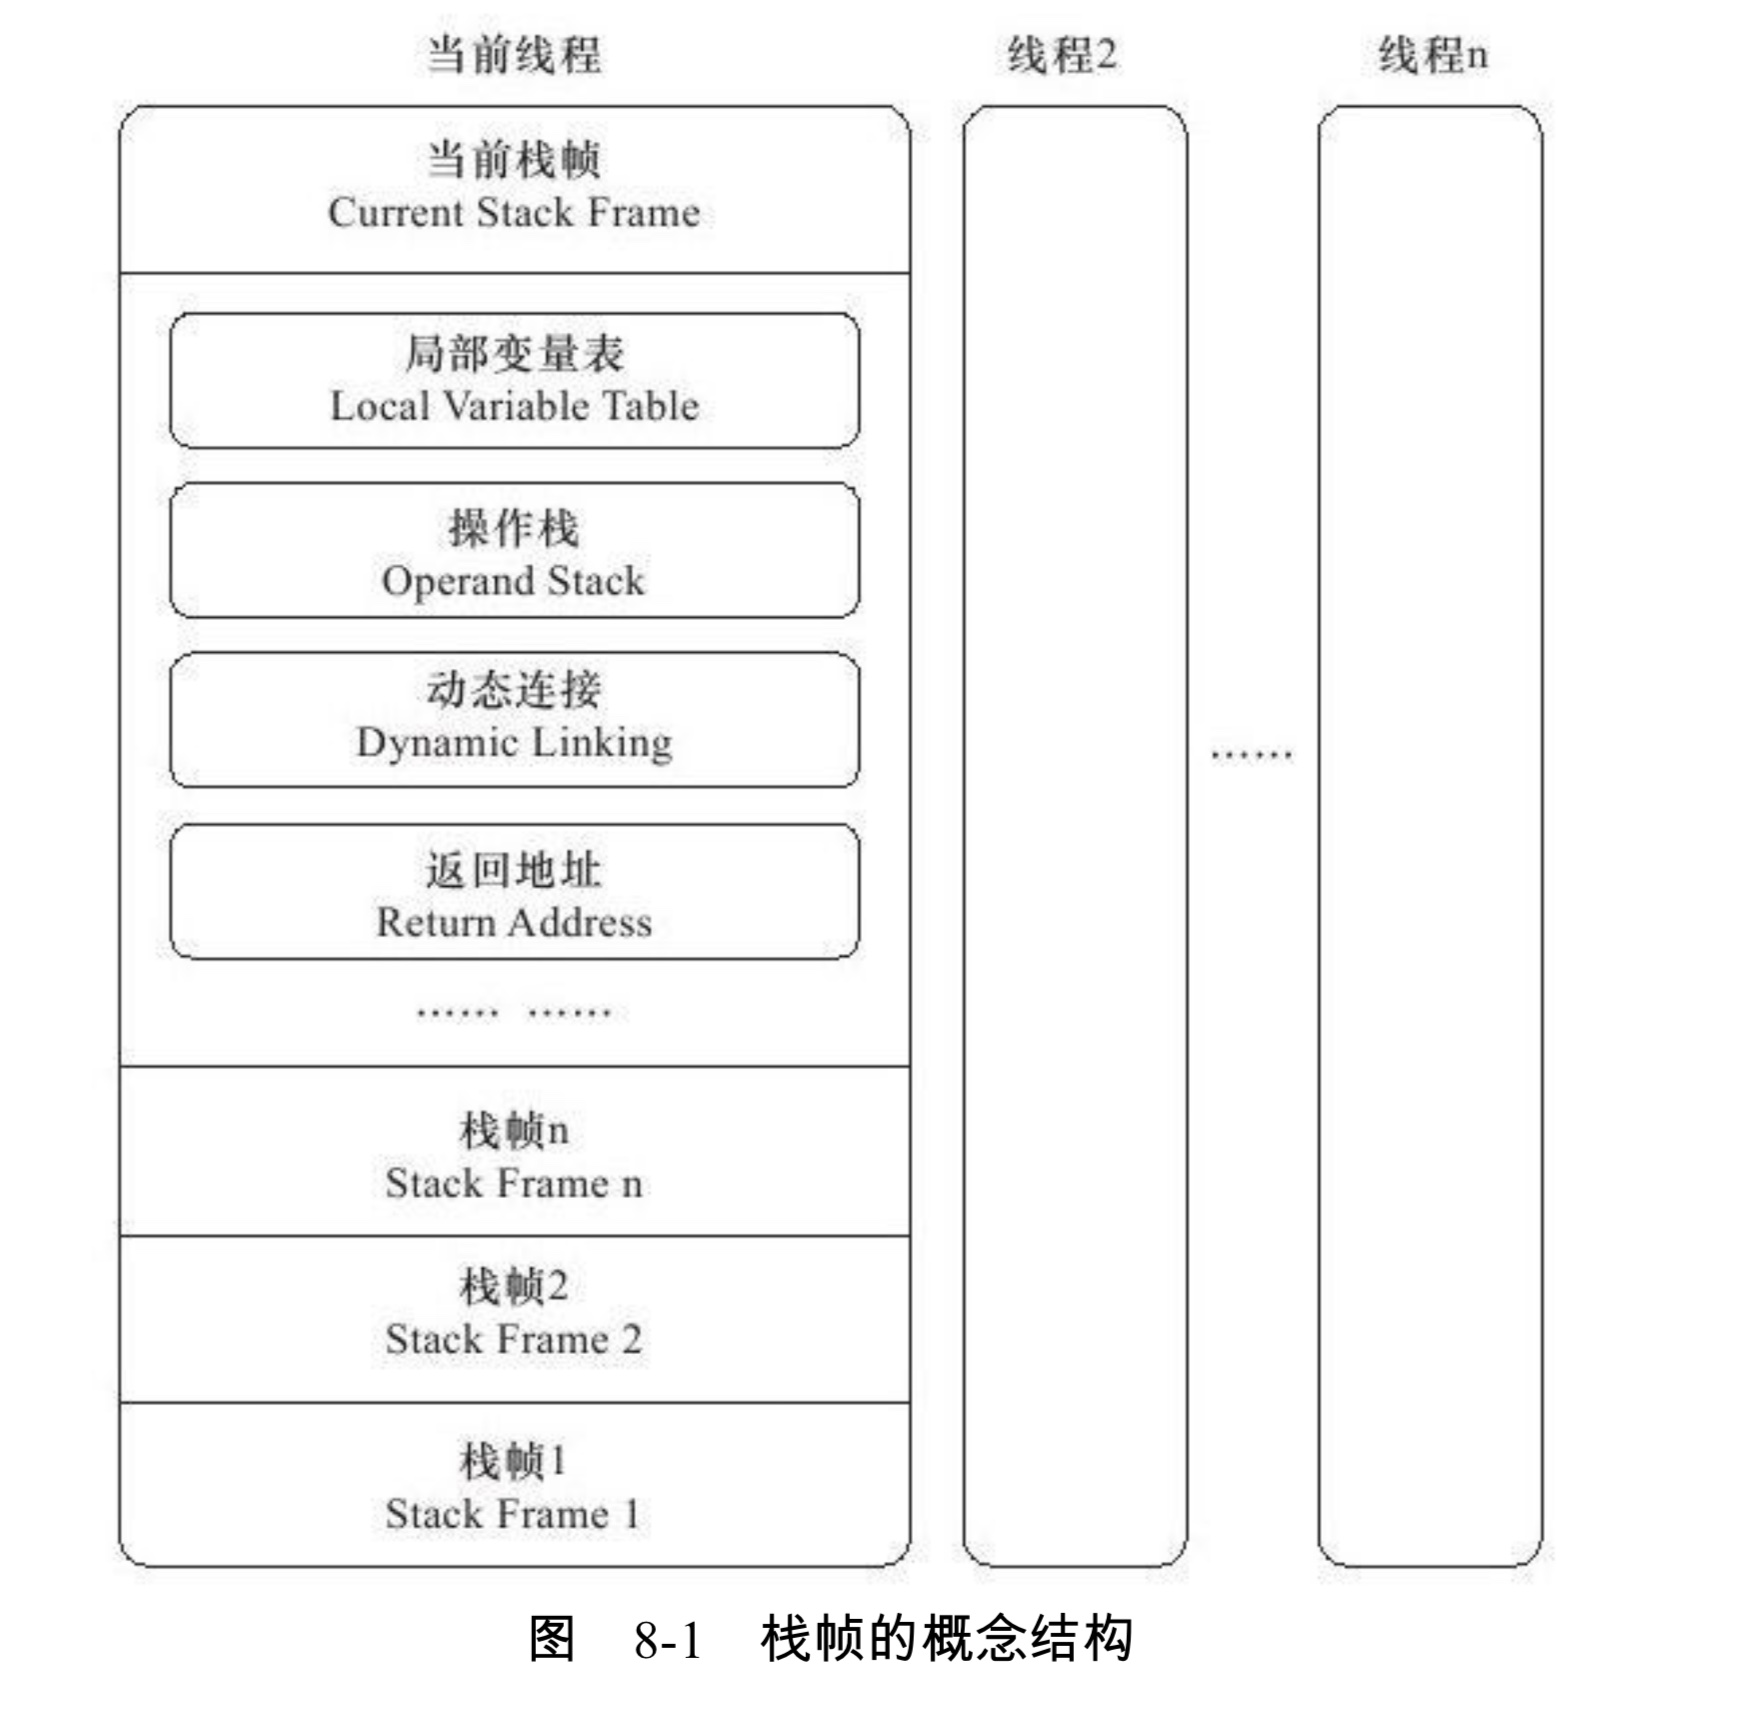 当前线程
线程2
线程n
当前栈帧
Current Stack Frame
局部变量表
Local Variable Table
操作栈
Operand Stack
动态连接
Dynamic Linking
……
返回地址
Return Address
…… ……
栈帧n
Stack Frame n
栈帧2
Stack Frame 2
栈帧1
Stack Frame 1
图 8-1 栈帧的概念结构